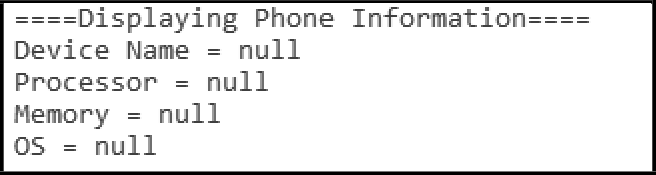 ====Displaying Phone Information====
Device Name = null
Processor = null
Memory = null
OS = null